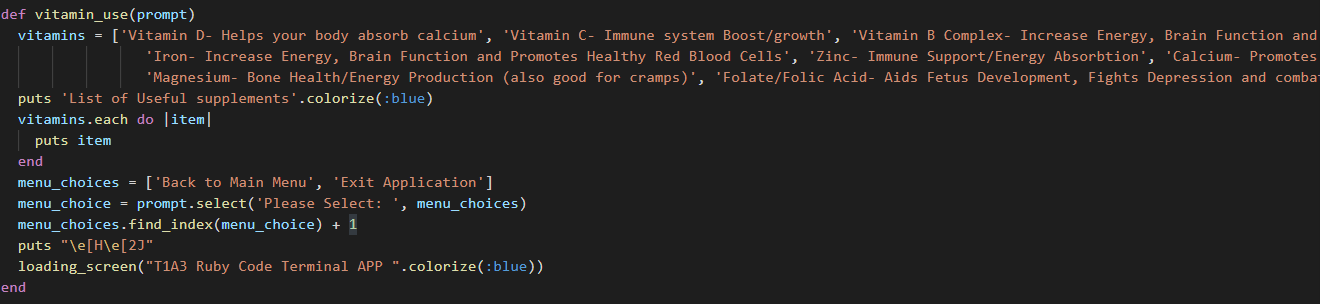 def vitamin_use(prompt)
vitamins = ['Vitamin D- Helps your body absorb calcium', 'Vitamin C- Immune system Boost/growth', 'Vitamin B Complex- Increase Energy, Brain Function and
'Iron- Increase Energy, Brain Function and Promotes Healthy Red Blood Cells', 'Zinc- Immune Support/Energy Absorbtion', 'Calcium- Promotes
'Magnesium- Bone Health/Energy Production (also good for cramps)', 'Folate/Folic Acid- Aids Fetus Development, Fights Depression and combat
puts 'List of Useful supplements'.colorize(:blue)
vitamins.each do |item|
puts item
end
menu_choices = ['Back to Main Menu', 'Exit Application']
menu_choice = prompt.select('Please Select: ', menu_choices)
menu_choices.find_index(menu_choice) + 1
puts "\e[H\e[2J"
loading_screen("T1A3 Ruby Code Terminal APP ".colorize(:blue))
end